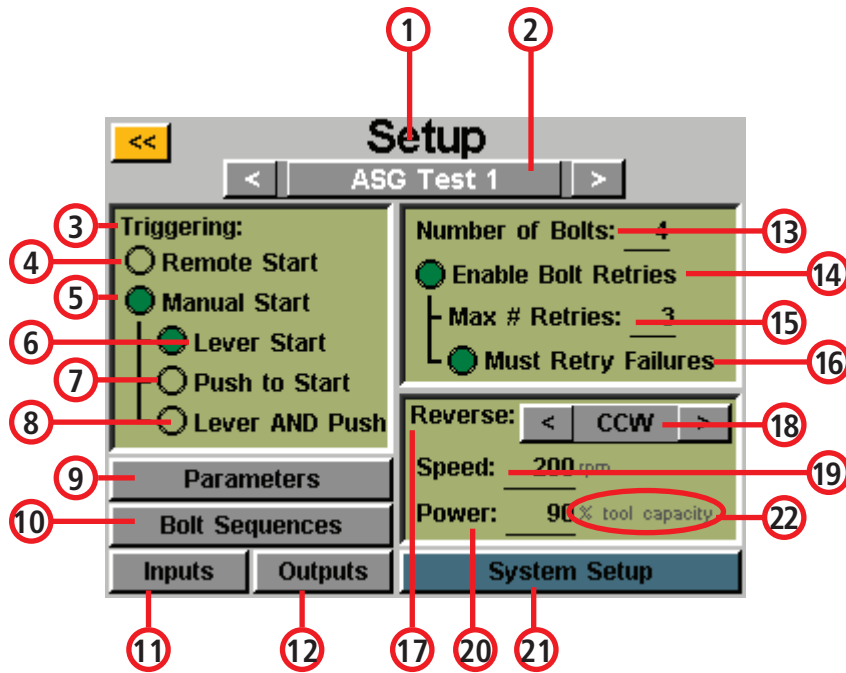 1 2
<<
Setup
< ASG Test 1 >
3 Triggering:
4 Remote Start
5 Manual Start
6 Lever Start
7 Push to Start
8 Lever AND Push
9 Parameters
10 Bolt Sequences
Inputs Outputs
11 12
Number of Bolts: 4 13
Enable Bolt Retries 14
Max # Retries: 3 15
Must Retry Failures 16
Reverse: < CCW > 18
Speed: 200 rpm 19
Power: 90 % tool capacity 22
System Setup
17 20 21